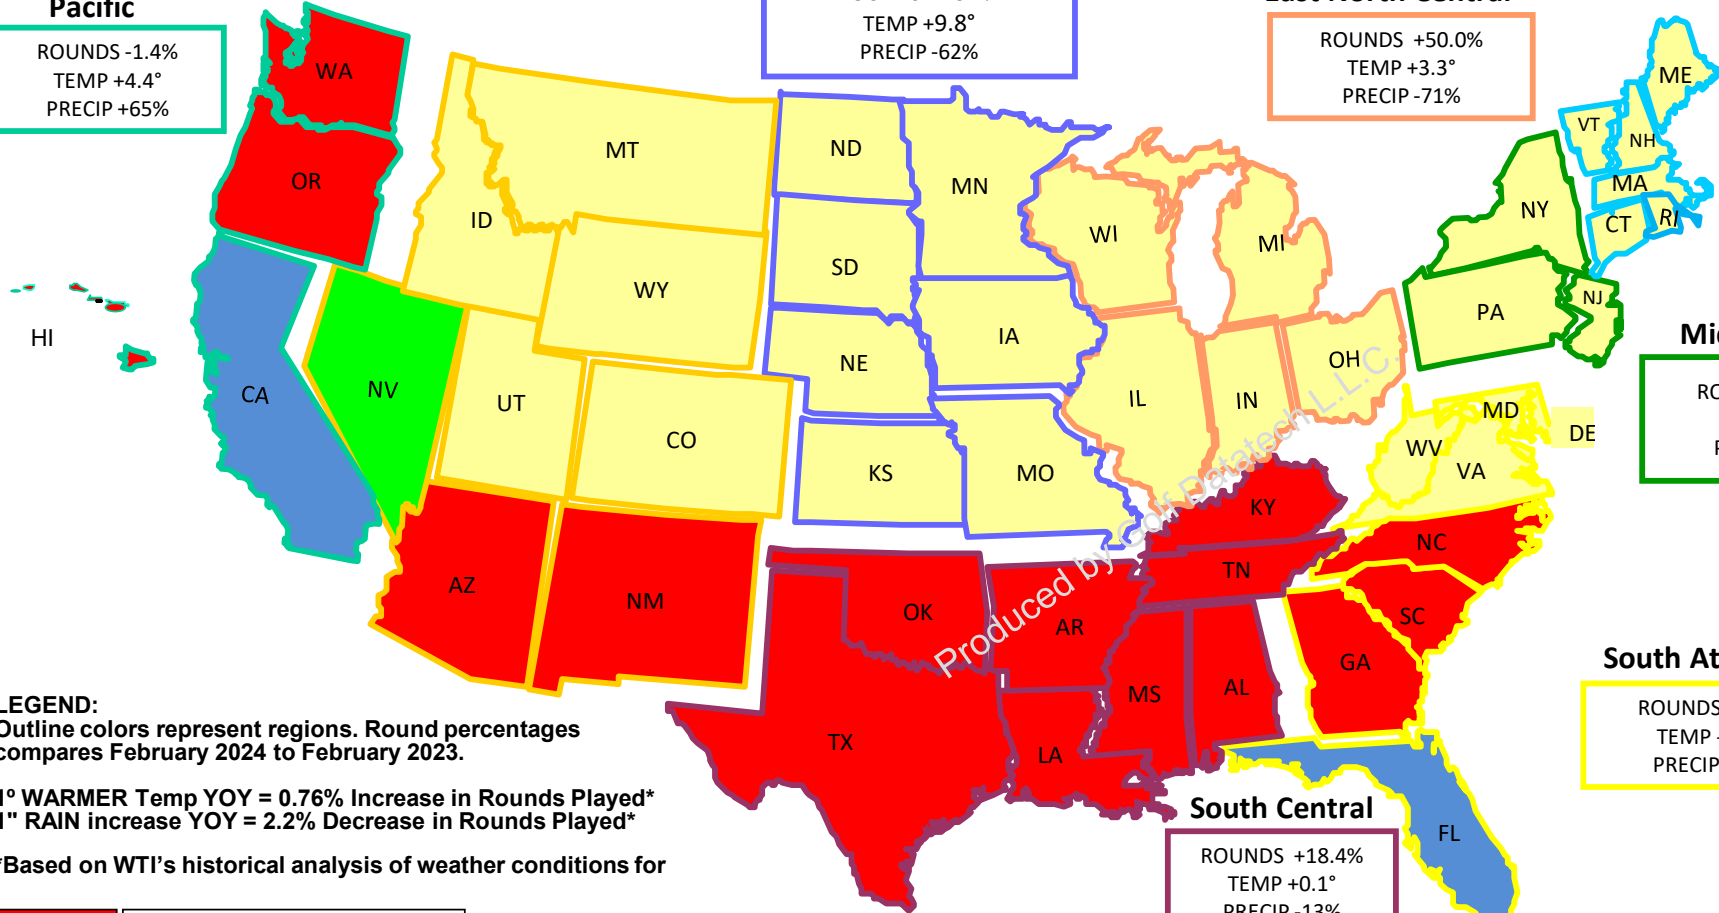 Pacific
ROUNDS -1.4%
TEMP +4.4°
PRECIP +65%
TEMP +9.8°
PRECIP -62%
East North Central
ROUNDS +50.0%
TEMP +3.3°
PRECIP -71%
WA
OR
MT
ID
WY
ND
MN
SD
WI
MI
IA
NE
ME
VT
NH
MA
NY
CT
RI
PA
NJ
HI
CA
NV
UT
CO
KS
MO
IL
IN
OH
MD
DE
WV
VA
KY
NC
TN
AZ
NM
OK
AR
SC
GA
MS
AL
TX
LA
FL
Produced by Golf Datatech L.L.C.
South At
ROUNDS
TEMP
PRECIP
South Central
ROUNDS +18.4%
TEMP +0.1°
PRECIP -13%
LEGEND:
Outline colors represent regions. Round percentages
compares February 2024 to February 2023.
1° WARMER Temp YOY = 0.76% Increase in Rounds Played*
1" RAIN increase YOY = 2.2% Decrease in Rounds Played*
*Based on WTI's historical analysis of weather conditions for